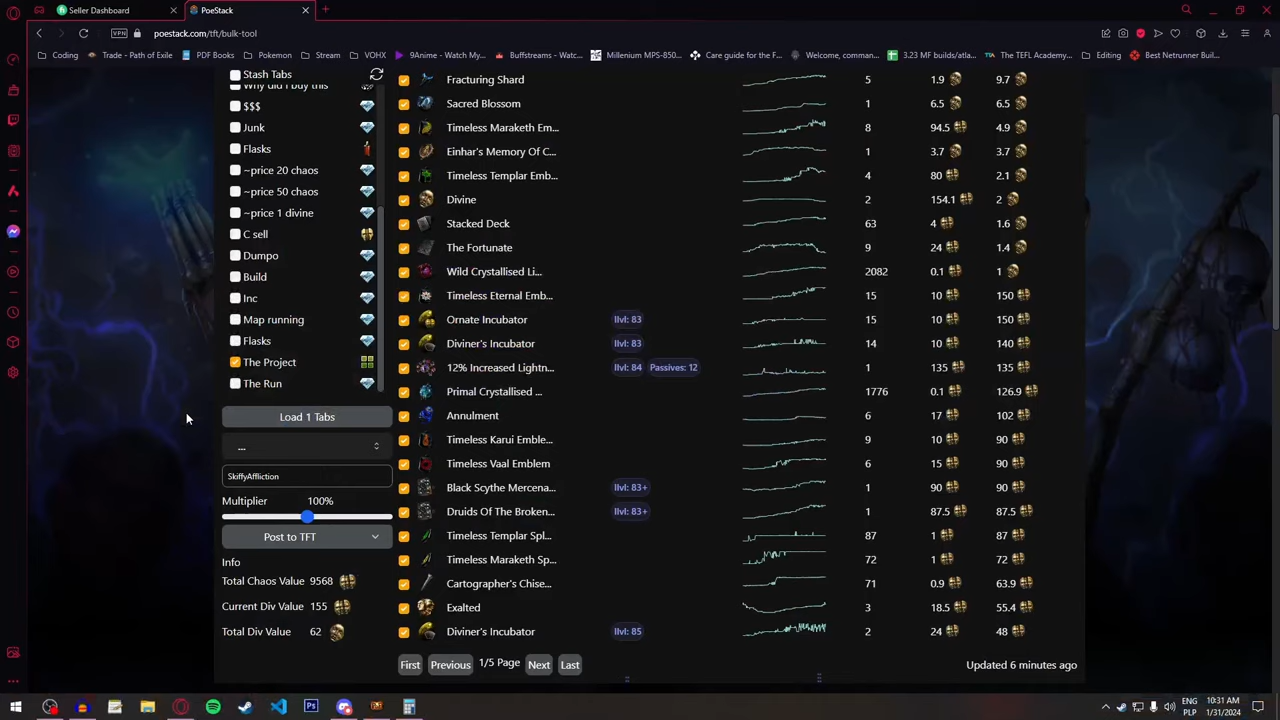 Seller Dashboard
PoeStack
VPN
poestack.com/tft/bulk-tool
Coding
Trade - Path of Exile
PDF Books
Pokemon
Stream
VOHX
9Anime - Watch My...
Buffstreams - Watc...
Millenium MPS-850...
Care guide for the F...
Welcome, comman...
3.23 MF builds/atla...
The TEFL Academy...
Editing
Best Netrunner Buil...
Stash Tabs
Why did I buy this
$$$
Junk
Flasks
~price 20 chaos
~price 50 chaos
~price 1 divine
C sell
Dumpo
Build
Inc
Map running
Flasks
The Project
The Run
Load 1 Tabs
...
SkiffyAffliction
Multiplier 100%
Post to TFT
Info
Total Chaos Value 9568
Current Div Value 155
Total Div Value 62
Fracturing Shard 5 1.9 9.7
Sacred Blossom 1 6.5 6.5
Timeless Maraketh Em... 8 94.5 4.9
Einhar's Memory Of C... 1 3.7 3.7
Timeless Templar Emb... 4 80 2.1
Divine 2 154.1 2
Stacked Deck 63 4 1.6
The Fortunate 9 24 1.4
Wild Crystallised Li... 2082 0.1 1
Timeless Eternal Emb... 15 10 150
Ornate Incubator Ilvl: 83 15 10 150
Diviner's Incubator Ilvl: 83 14 10 140
12% Increased Lightn... Ilvl: 84 Passives: 12 1 135 135
Primal Crystallised ... 1776 0.1 126.9
Annulment 6 17 102
Timeless Karui Emble... 9 10 90
Timeless Vaal Emblem 6 15 90
Black Scythe Mercena... Ilvl: 83+ 1 90 90
Druids Of The Broken... Ilvl: 83+ 1 87.5 87.5
Timeless Templar Spl... 87 1 87
Timeless Maraketh Sp... 72 1 72
Cartographer's Chise... 71 0.9 63.9
Exalted 3 18.5 55.4
Diviner's Incubator Ilvl: 85 2 24 48
First Previous 1/5 Page Next Last
Updated 6 minutes ago
ENG
PLP
10:31 AM
1/31/2024